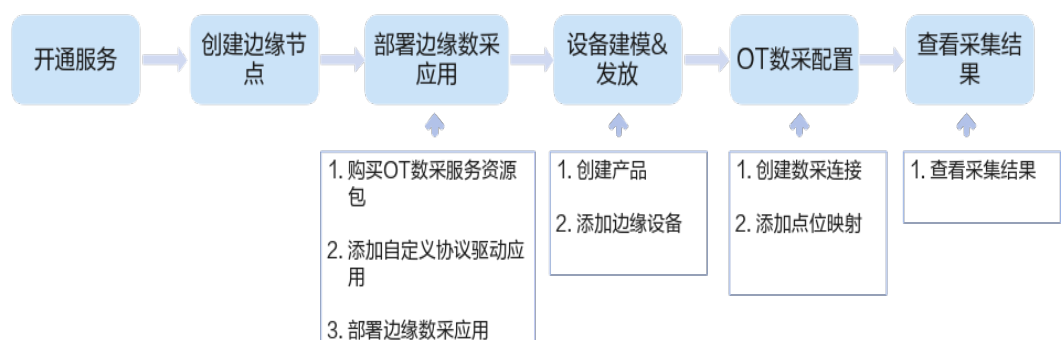 开通服务
创建边缘节
点
部署边缘数采
应用
设备建模&
发放
OT数采配置
查看采集结
果
1. 购买OT数采服务资源
包
2. 添加自定义协议驱动应
用
3. 部署边缘数采应用
1. 创建产品
2. 添加边缘设备
1. 创建数采连接
2. 添加点位映射
1. 查看采集结果